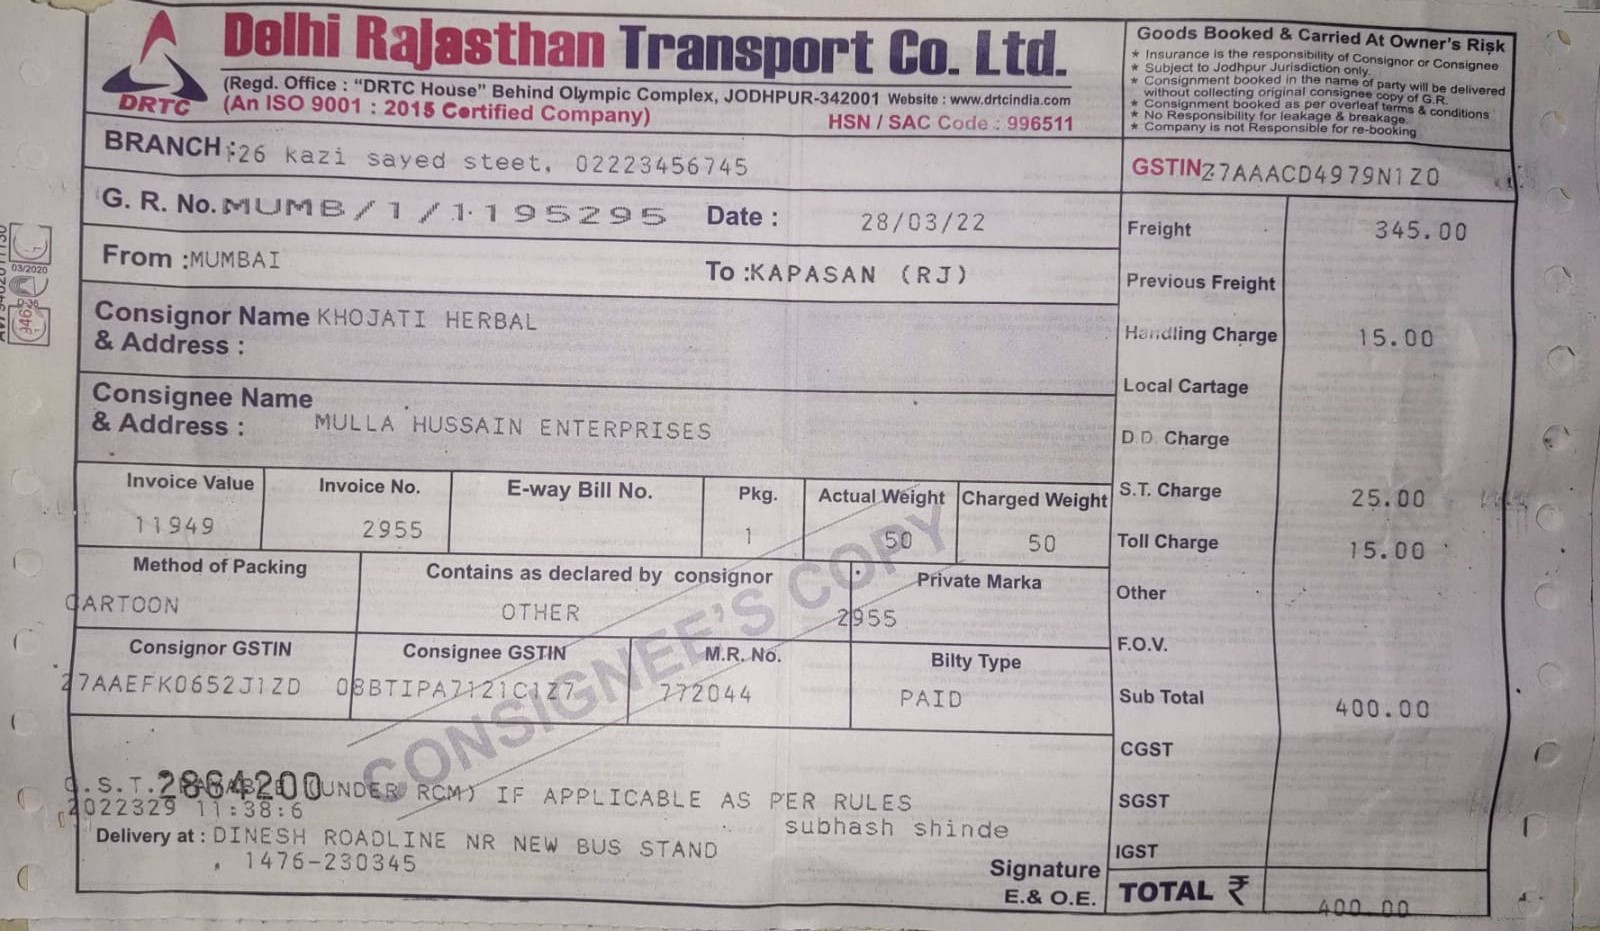 DRTC
Delhi Rajasthan Transport Co. Ltd.
(Regd. Office : "DRTC House" Behind Olympic Complex, JODHPUR-342001 Website : www.drtcindia.com
(An ISO 9001 : 2015 Certified Company) HSN / SAC Code : 996511
Goods Booked & Carried At Owner's Risk
* Insurance is the responsibility of Consignor or Consignee
* Subject to Jodhpur Jurisdiction only.
* Consignment booked in the name of party will be delivered
without collecting original consignee copy of G.R.
* Consignment booked as per overleaf terms & conditions
* No Responsibility for leakage & breakage.
* Company is not Responsible for re-booking
BRANCH : 26 kazi sayed steet, 02223456745
GSTIN 27AAACD4979N1Z0
G. R. No. MUMB/1/1195295 Date : 28/03/22
From : MUMBAI To : KAPASAN (RJ)
Consignor Name KHOJATI HERBAL
& Address :
Consignee Name
& Address : MULLA HUSSAIN ENTERPRISES
Invoice Value Invoice No. E-way Bill No. Pkg. Actual Weight Charged Weight
11949 2955 1 50 50
Method of Packing Contains as declared by consignor Private Marka
CARTOON OTHER 2955
Consignor GSTIN Consignee GSTIN M.R. No. Bilty Type
27AAEFK0652J1ZD 08BTIPA7121C1Z7 772044 PAID
CONSIGNEE'S COPY
2864200
(UNDER RCM) IF APPLICABLE AS PER RULES
2022329 11:38:6 subhash shinde
Delivery at : DINESH ROADLINE NR NEW BUS STAND
, 1476-230345
Signature
E.& O.E.
Freight 345.00
Previous Freight
Handling Charge 15.00
Local Cartage
D.D. Charge
S.T. Charge 25.00
Toll Charge 15.00
Other
F.O.V.
Sub Total 400.00
CGST
SGST
IGST
TOTAL ₹ 400.00
03/2020